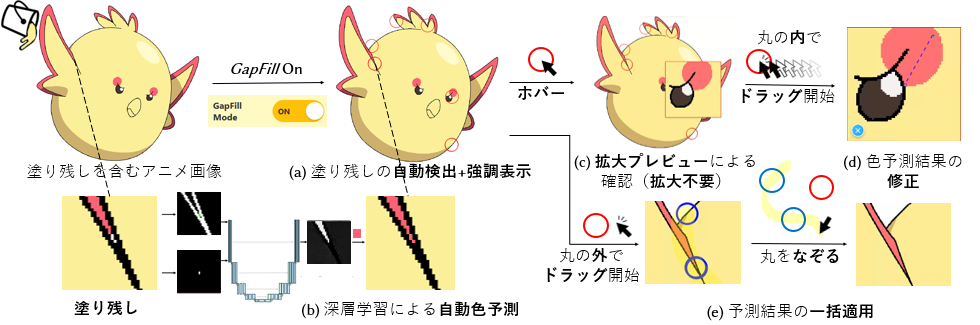 GapFill On
GapFill
Mode
ON
ホバー
丸の内で
ドラッグ開始
塗り残しを含むアニメ画像
(a) 塗り残しの自動検出+強調表示
(c) 拡大プレビューによる
確認（拡大不要）
(d) 色予測結果の
修正
丸の外で
ドラッグ開始
丸をなぞる
塗り残し
(b) 深層学習による自動色予測
(e) 予測結果の一括適用